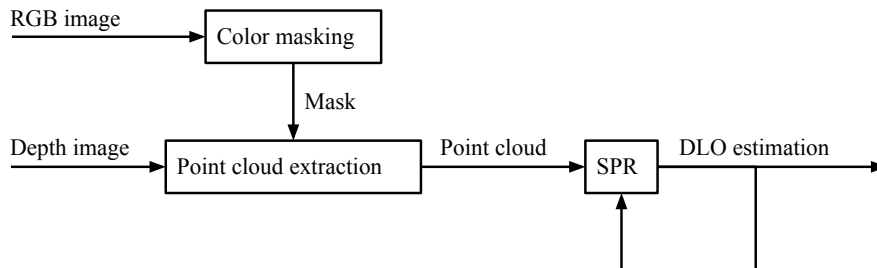 RGB image
Color masking
Mask
Depth image
Point cloud extraction
Point cloud
SPR
DLO estimation